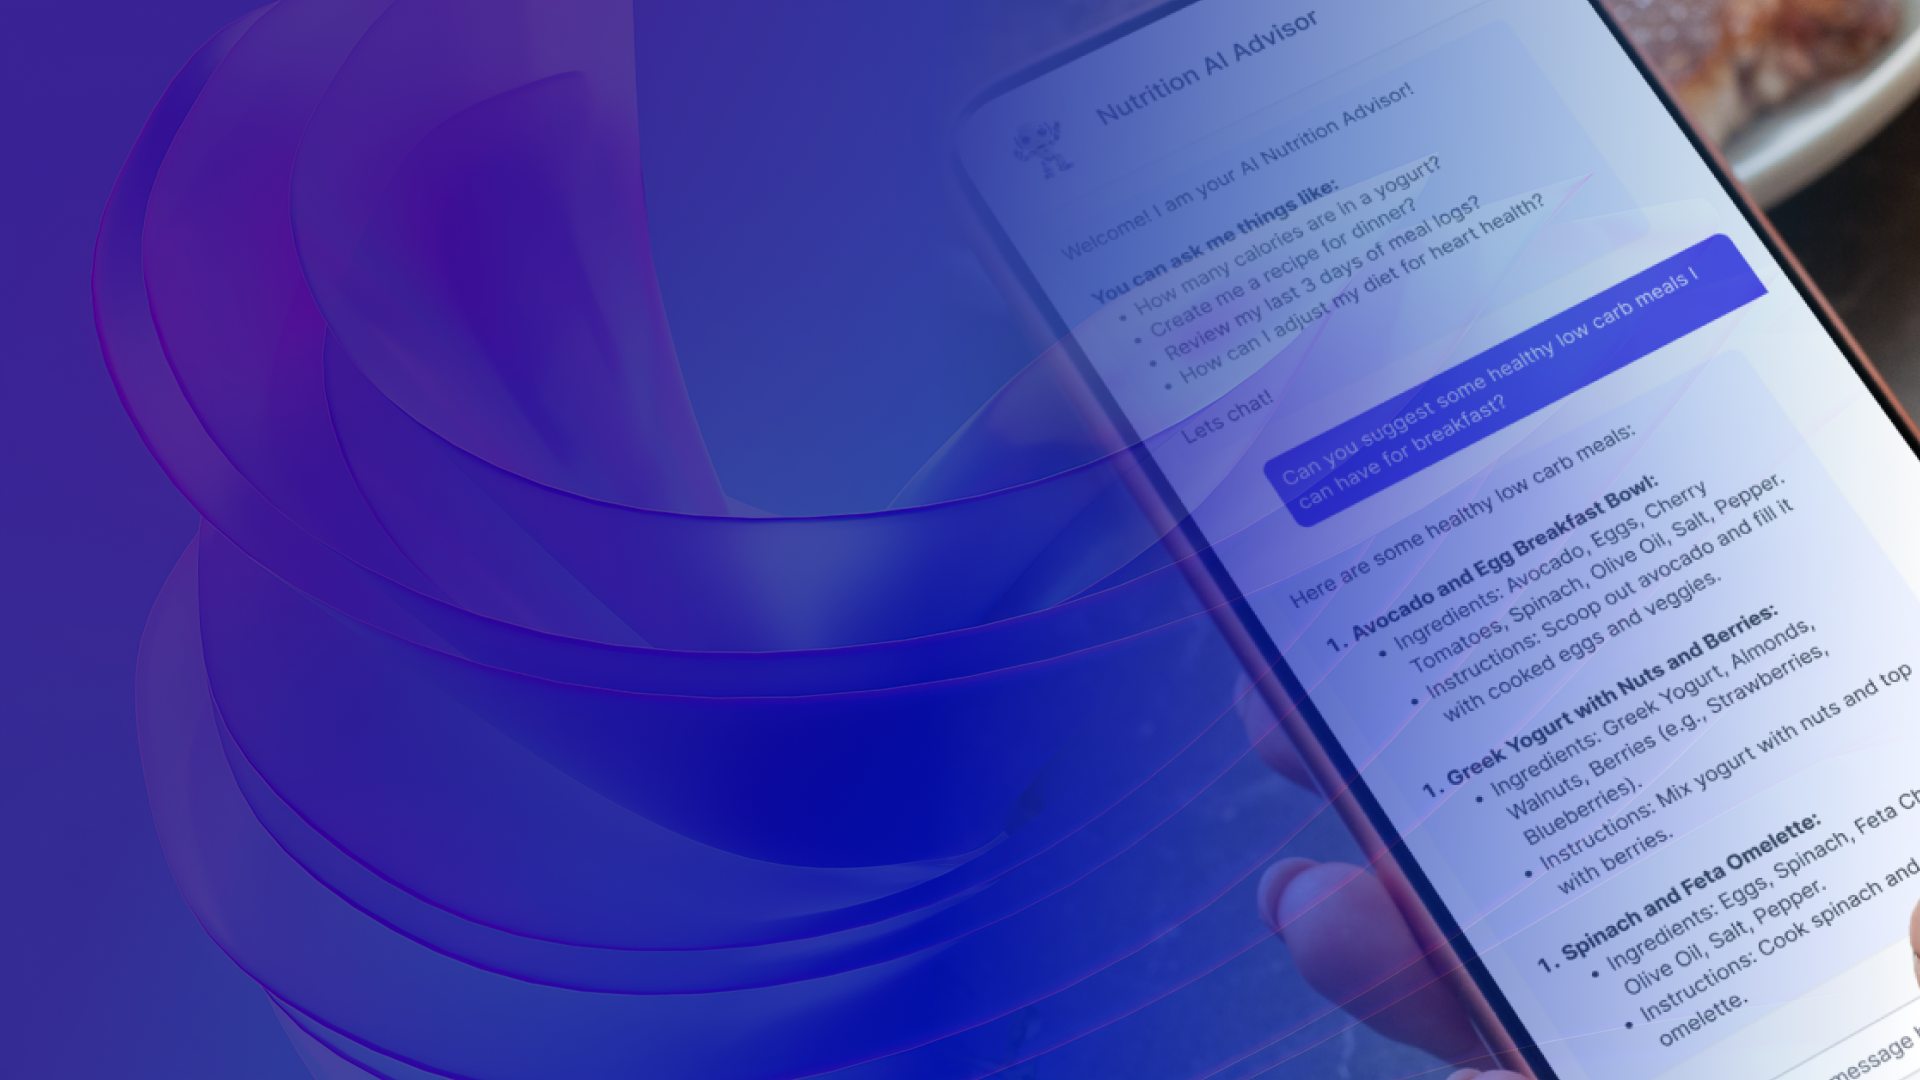 Nutrition AI Advisor
Welcome! I am your AI Nutrition Advisor!
You can ask me things like:
• How many calories are in a yogurt?
• Create me a recipe for dinner?
• Review my last 3 days of meal logs?
• How can I adjust my diet for heart health?
Lets chat!
Can you suggest some healthy low carb meals I
can have for breakfast?
Here are some healthy low carb meals:
1. Avocado and Egg Breakfast Bowl:
• Ingredients: Avocado, Eggs, Cherry
Tomatoes, Spinach, Olive Oil, Salt, Pepper.
• Instructions: Scoop out avocado and fill it
with cooked eggs and veggies.
1. Greek Yogurt with Nuts and Berries:
• Ingredients: Greek Yogurt, Almonds,
Walnuts, Berries (e.g., Strawberries,
Blueberries).
• Instructions: Mix yogurt with nuts and top
with berries.
1. Spinach and Feta Omelette:
• Ingredients: Eggs, Spinach, Feta
Olive Oil, Salt, Pepper.
• Instructions: Cook spinach and
omelette.
message